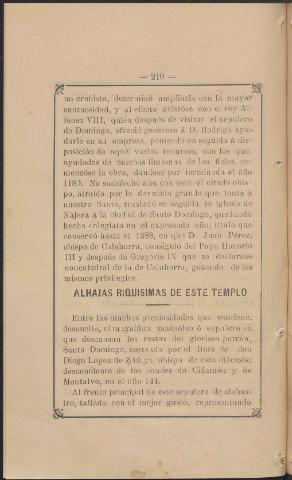 — 210 —
un cronista, determinó ampliarla con la mayor
suntuosidad, y al efecto avistóse con el rey Al-
fonso VIII, quien después de visitar el sepulcro
de Domingo, ofreció generoso á D. Rodrigo ayu-
darle en su empresa, poniendo en seguida á dis-
posición de aquél varios recursos, con los que,
ayudados de muchas limosnas de los fieles, co-
menzóse la obra, dándose por terminada el año
1180. No satisfecho aún con esto el citado obis-
po, atraido por la devoción grande que tenía á
nuestro Santo, trasladó en seguida la iglesia de
Nájera á la ciudad de Santo Domingo, quedando
hecha colegiata en el expresado año, título que
conservó hasta el 1238, en que D. Juan Pérez,
obispo de Calahorra, consiguió del Papa Honorio
III y después de Gregorio IX que se declarase
concatedral de la de Calahorra, gozando de los
mismos privilegios.
ALHAJAS RIQUISIMAS DE ESTE TEMPLO
Entre las muchas preciosidades que contiene,
descuella, el magnífico mausoleo ó sepulcro en
que descansan los restos del glorioso patrón,
Santo Domingo, costeado por el Ilmo Sr. don
Diego López de Zúñiga, obispo de esta diócesis;
descendiente de los condes de
Montalvo, en el año 144.
Al frente principal de este sepulcro de alabas-
tro, tallado con el mejor gusto, representando